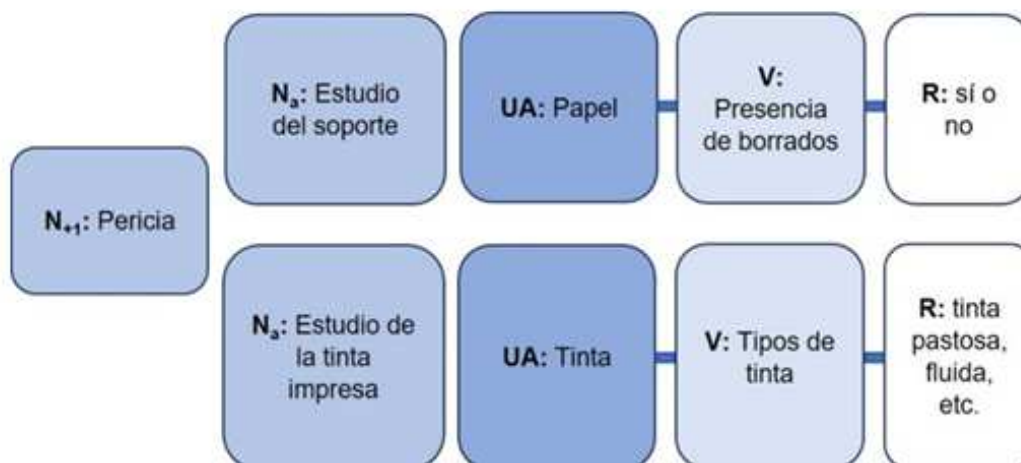 N+1: Pericia
Na: Estudio
del soporte
UA: Papel
V:
Presencia
de borrados
R: sí o
no
Na: Estudio de
la tinta
impresa
UA: Tinta
V: Tipos de
tinta
R: tinta
pastosa,
fluida,
etc.